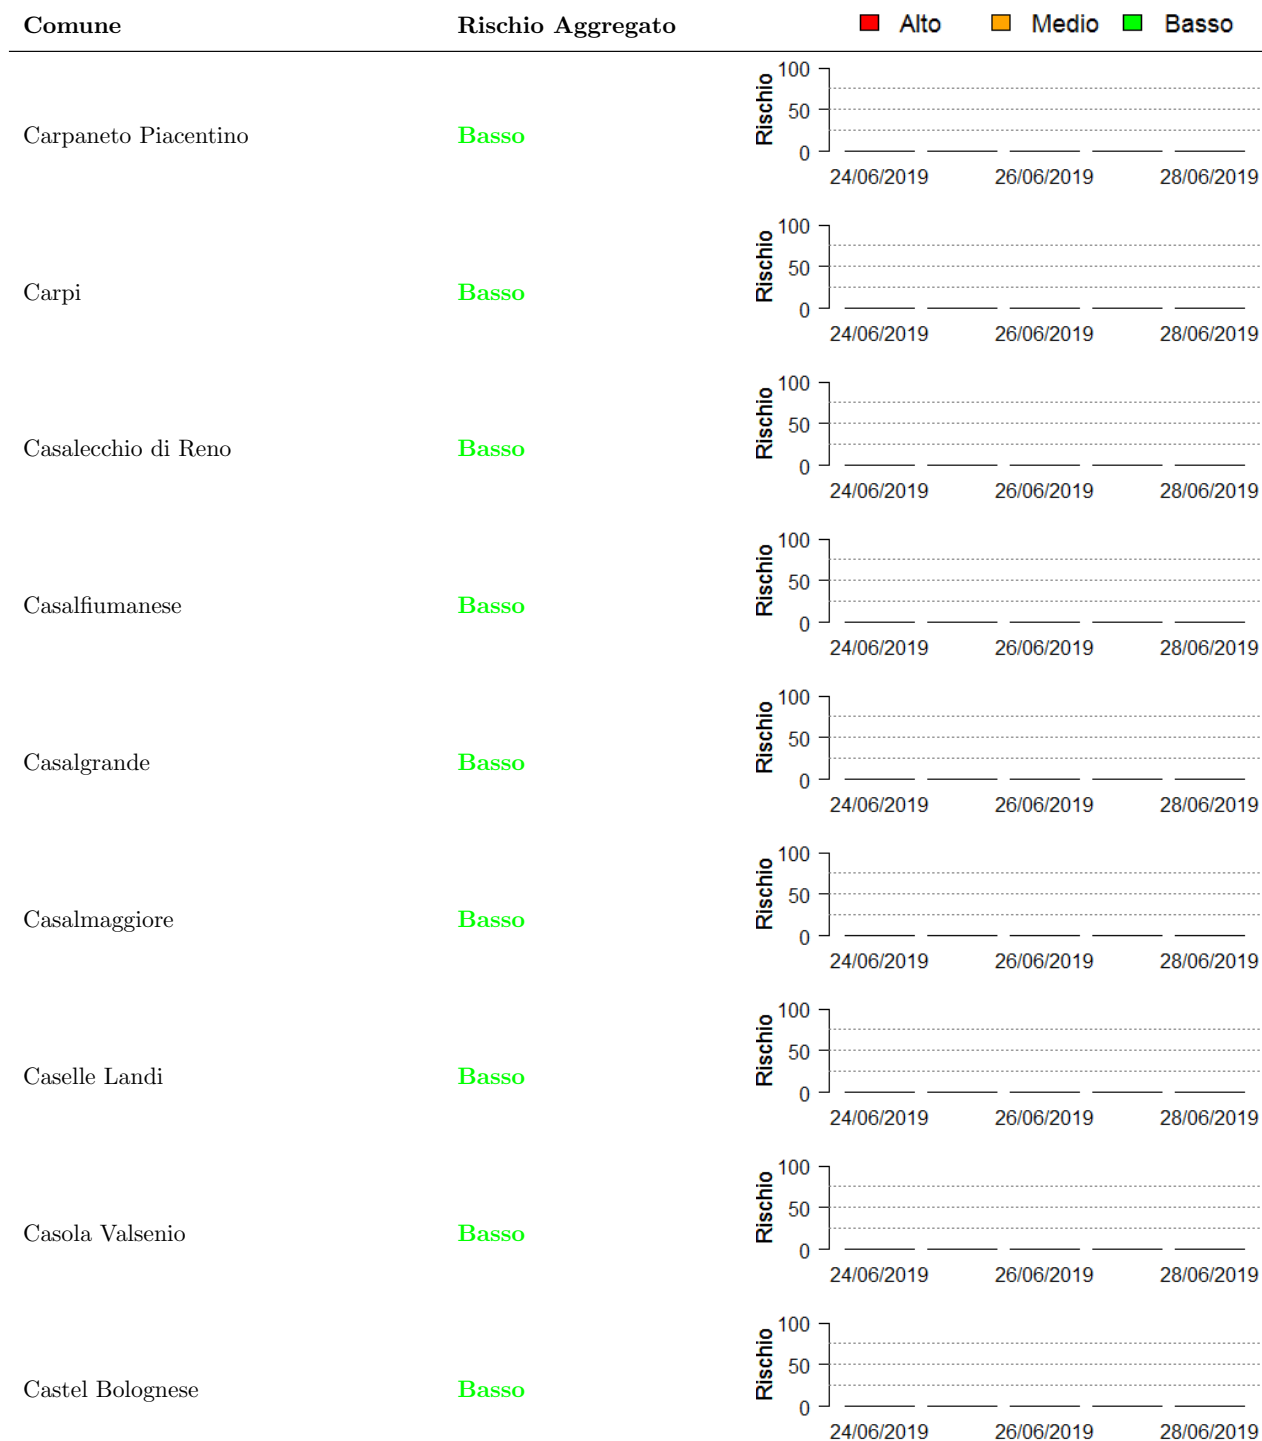 Comune Rischio Aggregato Alto Medio Basso
Carpaneto Piacentino Basso Rischio 100 50 0
24/06/2019 26/06/2019 28/06/2019
Carpi Basso Rischio 100 50 0
24/06/2019 26/06/2019 28/06/2019
Casalecchio di Reno Basso Rischio 100 50 0
24/06/2019 26/06/2019 28/06/2019
Casalfiumanese Basso Rischio 100 50 0
24/06/2019 26/06/2019 28/06/2019
Casalgrande Basso Rischio 100 50 0
24/06/2019 26/06/2019 28/06/2019
Casalmaggiore Basso Rischio 100 50 0
24/06/2019 26/06/2019 28/06/2019
Caselle Landi Basso Rischio 100 50 0
24/06/2019 26/06/2019 28/06/2019
Casola Valsenio Basso Rischio 100 50 0
24/06/2019 26/06/2019 28/06/2019
Castel Bolognese Basso Rischio 100 50 0
24/06/2019 26/06/2019 28/06/2019